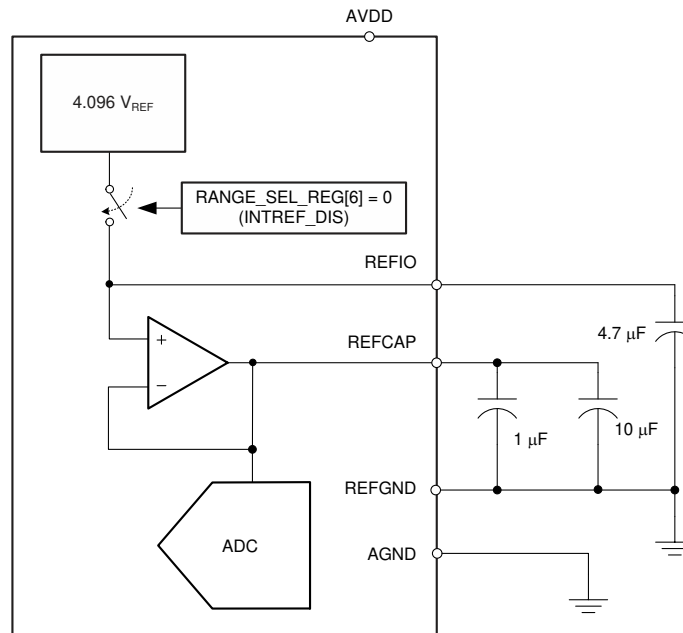 AVDD
4.096 VREF
RANGE_SEL_REG[6] = 0
(INTREF_DIS)
REFIO
4.7 µF
+
REFCAP
−
1 µF
10 µF
REFGND
ADC
AGND